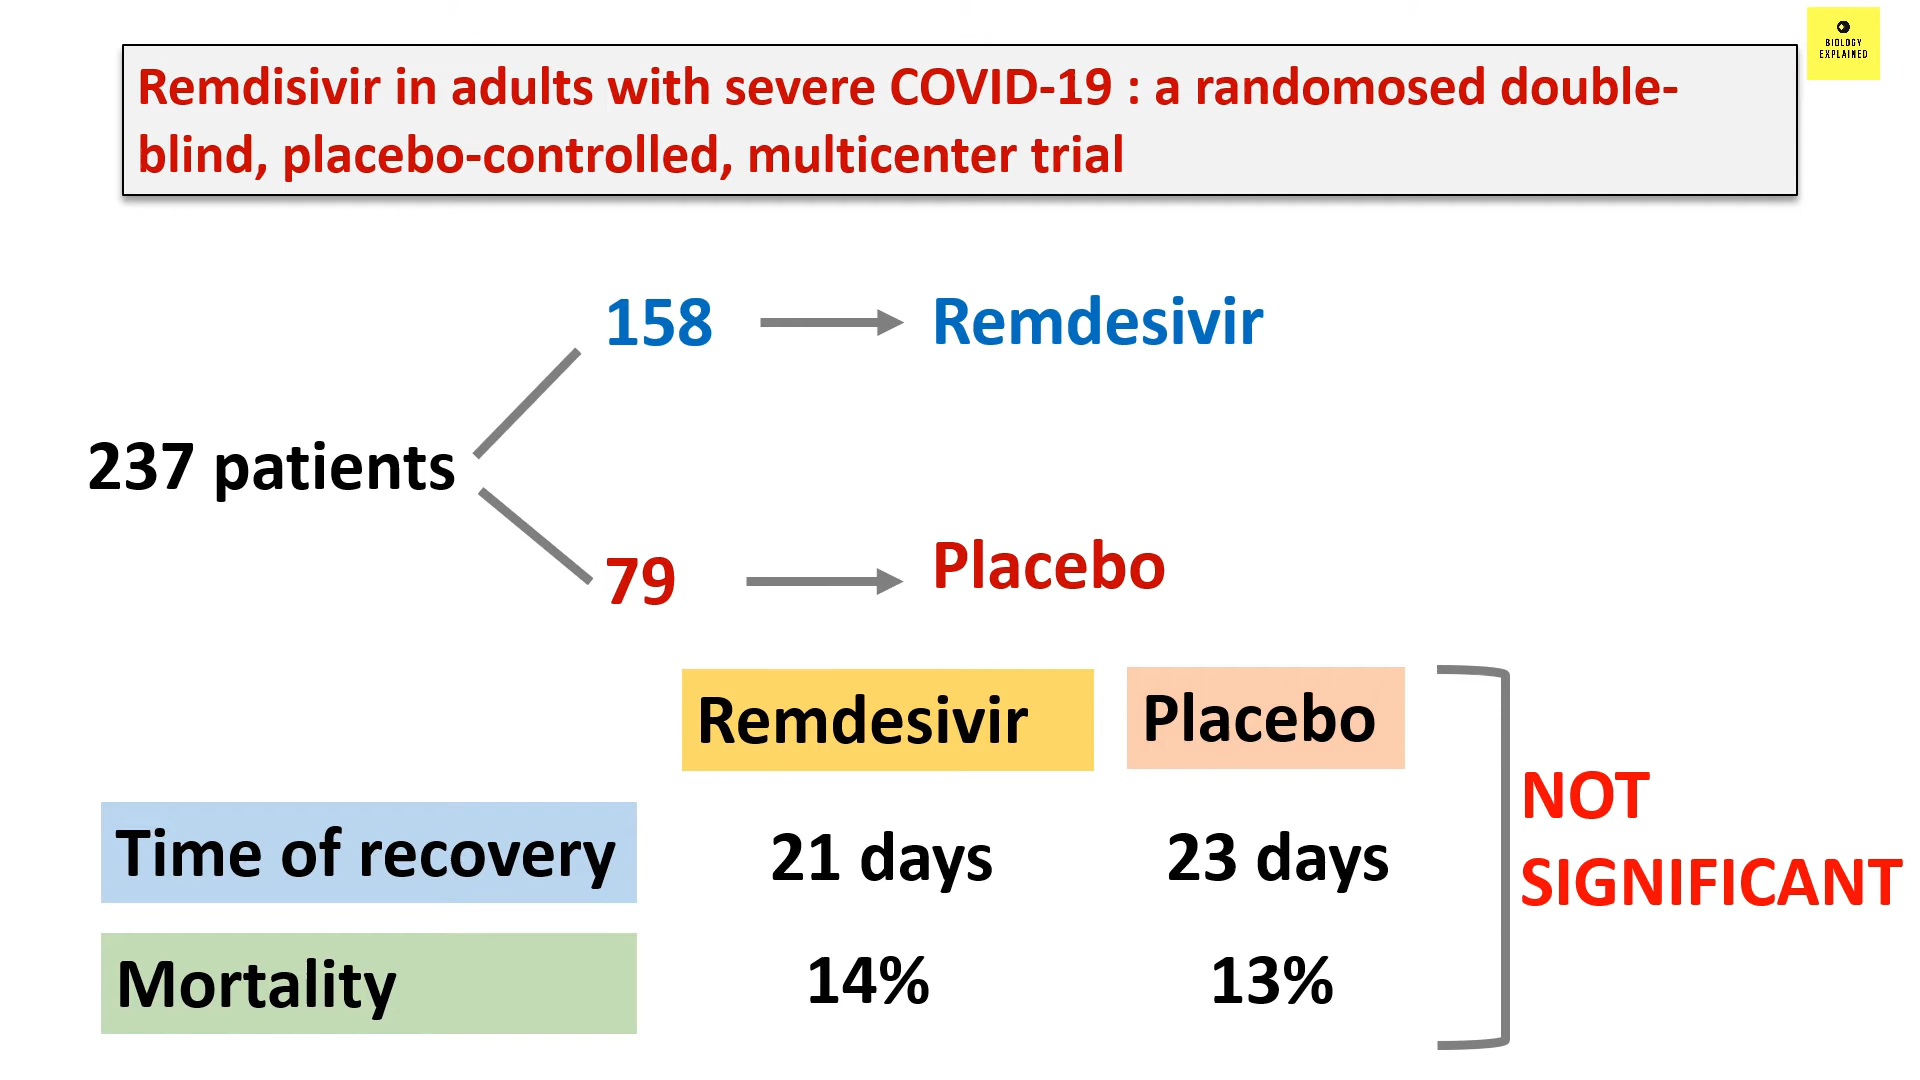 BIOLOGY
EXPLAINED
Remdisivir in adults with severe COVID-19 : a randomosed double-
blind, placebo-controlled, multicenter trial
158 Remdesivir
237 patients
79 Placebo
Remdesivir Placebo
Time of recovery 21 days 23 days
Mortality 14% 13%
NOT
SIGNIFICANT